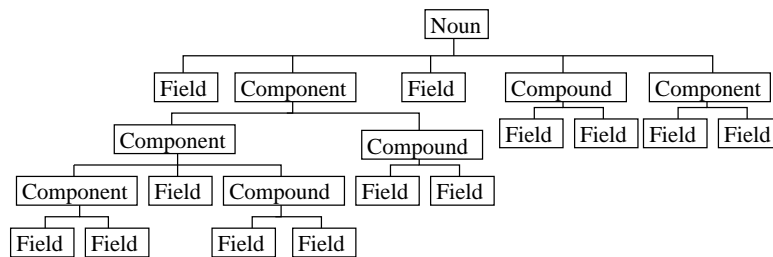 Noun
Field Component Field Compound Component
Field Field Field Field
Component Compound
Component Field Compound Field Field
Field Field Field Field